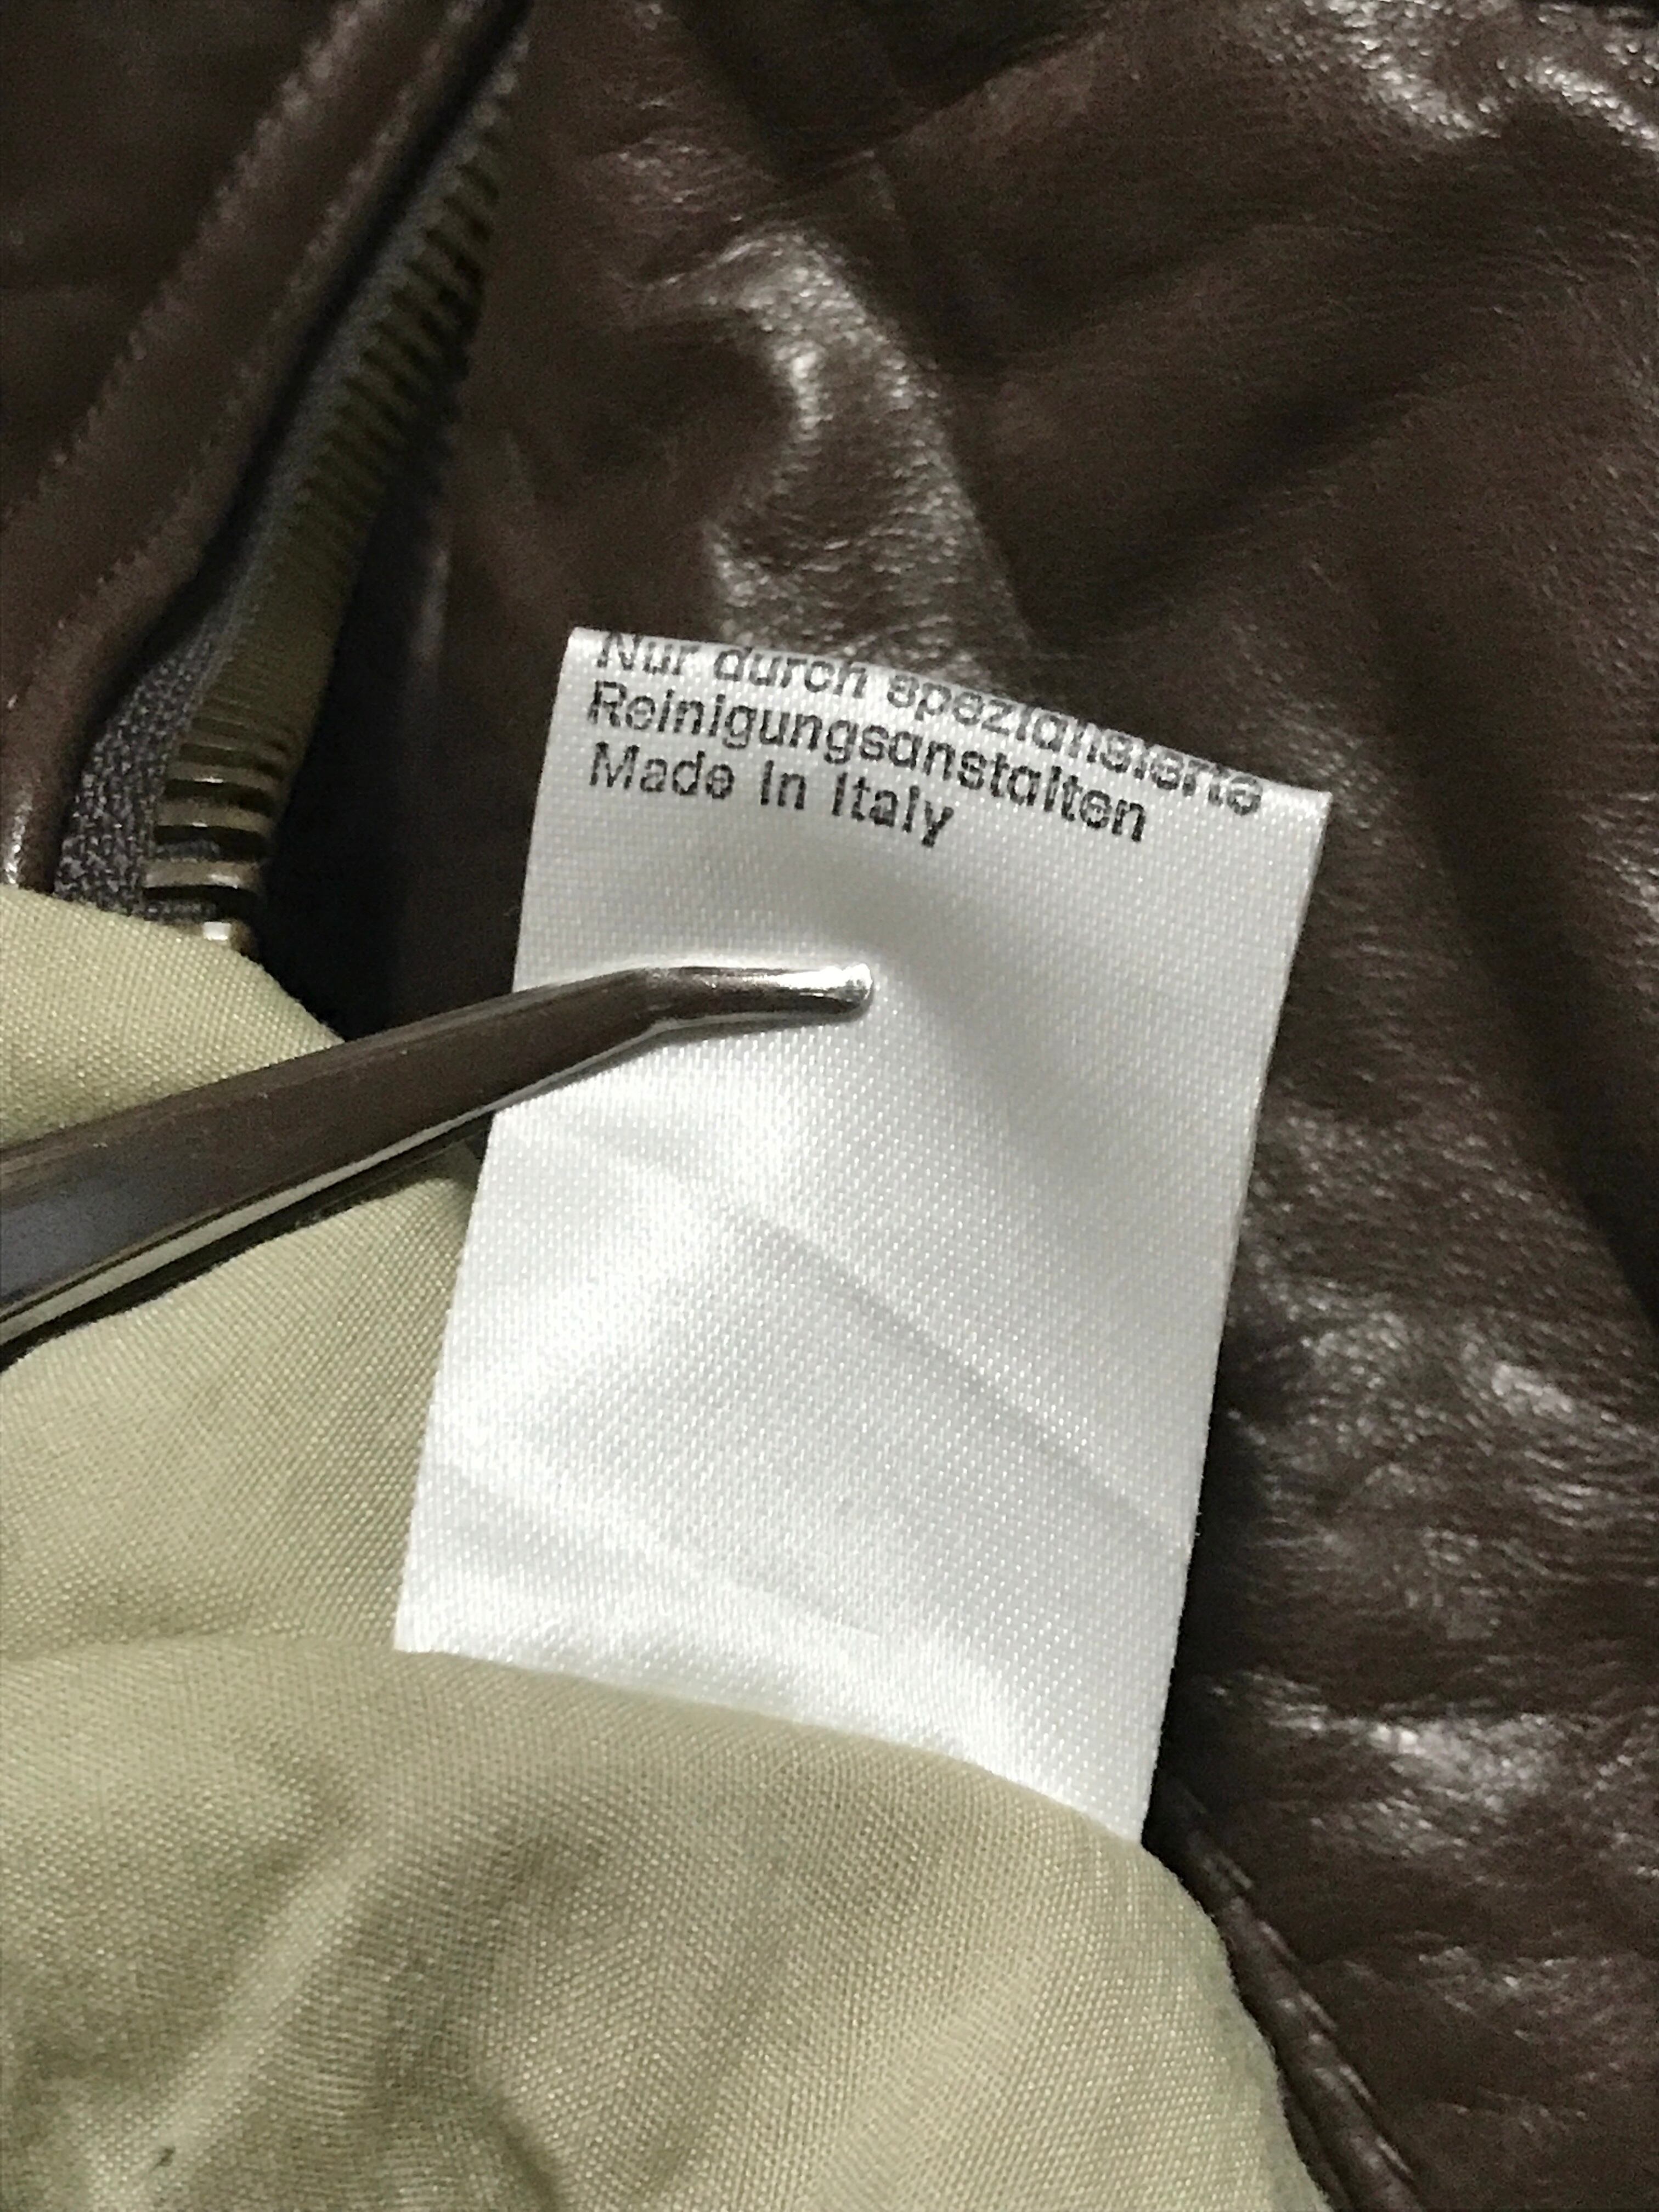 Nur durch spezialisierte
Reinigungsanstalten
Made in Italy